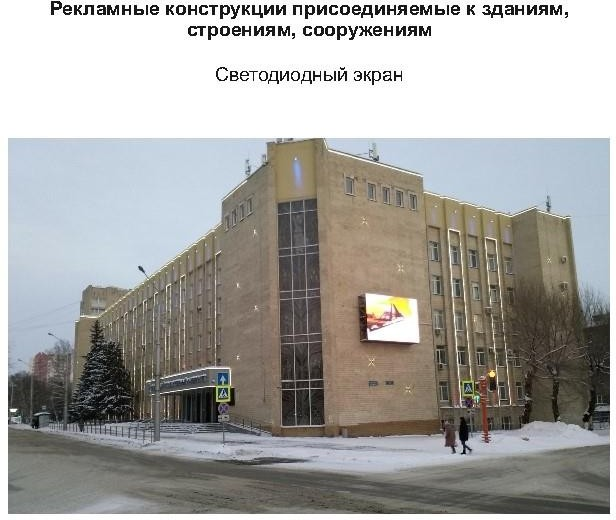 Рекламные конструкции присоединяемые к зданиям,
строениям, сооружениям
Светодиодный экран